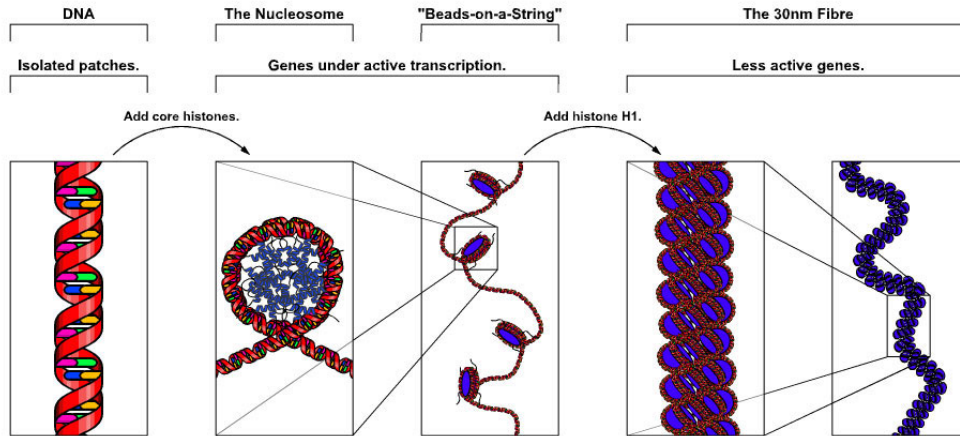 DNA
The Nucleosome
"Beads-on-a-String"
The 30nm Fibre
Isolated patches.
Genes under active transcription.
Less active genes.
Add core histones.
Add histone H1.